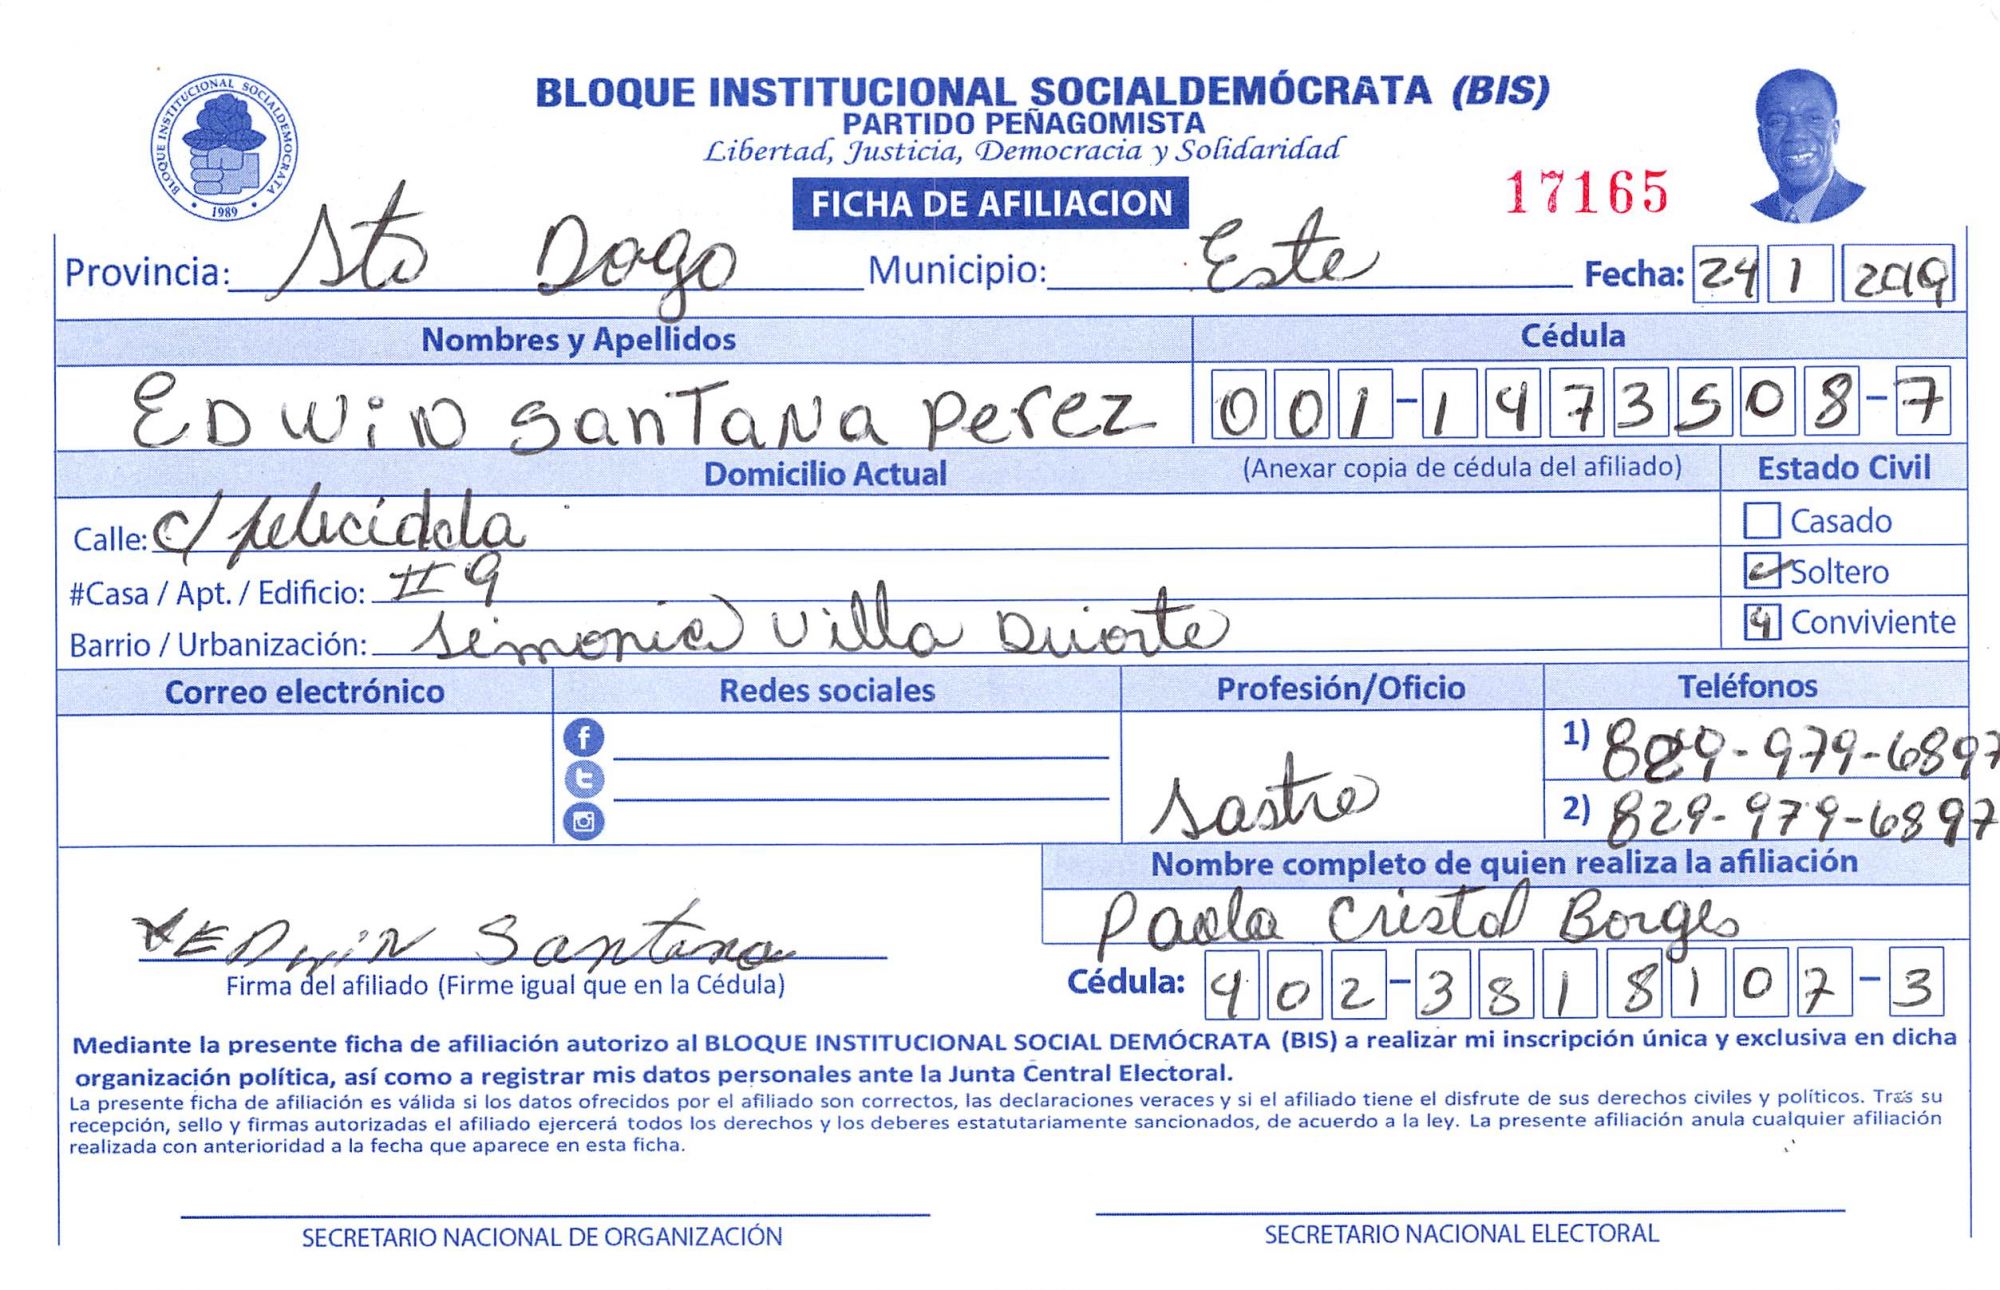 BLOQUE INSTITUCIONAL SOCIALDEMOCRATA
1989
BLOQUE INSTITUCIONAL SOCIALDEMÓCRATA (BIS)
PARTIDO PEÑAGOMISTA
Libertad, Justicia, Democracia y Solidaridad
FICHA DE AFILIACION
17165
Provincia: Sto Dogo Municipio: Este Fecha: 24 1 2019
Nombres y Apellidos Cédula
EDWiN SanTaNa Perez 001-1473508-7
Domicilio Actual (Anexar copia de cédula del afiliado) Estado Civil
Calle: c/ felicidda Casado
#Casa / Apt. / Edificio: #9 Soltero
Barrio / Urbanización: Simonico Villa Duorte Conviviente
Correo electrónico Redes sociales Profesión/Oficio Teléfonos
1) 829-979-6897
Sastre
2) 829-979-6897
Nombre completo de quien realiza la afiliación
Paola Cristal Borges
EDwiN Santana
Firma del afiliado (Firme igual que en la Cédula) Cédula: 402-3818107-3
Mediante la presente ficha de afiliación autorizo al BLOQUE INSTITUCIONAL SOCIAL DEMÓCRATA (BIS) a realizar mi inscripción única y exclusiva en dicha
organización política, así como a registrar mis datos personales ante la Junta Central Electoral.
La presente ficha de afiliación es válida si los datos ofrecidos por el afiliado son correctos, las declaraciones veraces y si el afiliado tiene el disfrute de sus derechos civiles y políticos. Tras su
recepción, sello y firmas autorizadas el afiliado ejercerá todos los derechos y los deberes estatutariamente sancionados, de acuerdo a la ley. La presente afiliación anula cualquier afiliación
realizada con anterioridad a la fecha que aparece en esta ficha.
SECRETARIO NACIONAL DE ORGANIZACIÓN SECRETARIO NACIONAL ELECTORAL